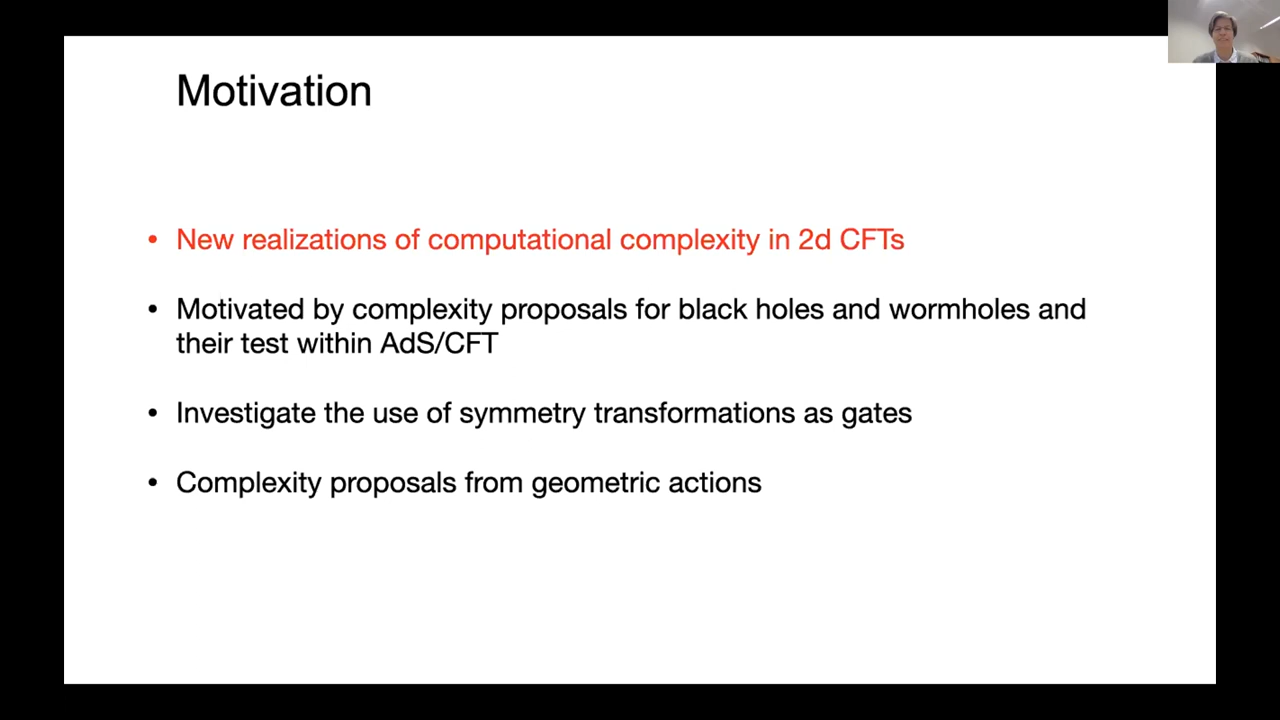 Motivation
• New realizations of computational complexity in 2d CFTs
• Motivated by complexity proposals for black holes and wormholes and
their test within AdS/CFT
• Investigate the use of symmetry transformations as gates
• Complexity proposals from geometric actions